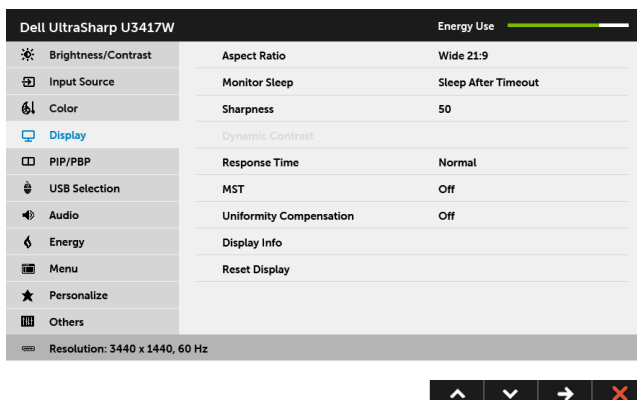 Dell UltraSharp U3417W Energy Use
Brightness/Contrast Aspect Ratio Wide 21:9
Input Source Monitor Sleep Sleep After Timeout
Color Sharpness 50
Display Dynamic Contrast
PIP/PBP Response Time Normal
USB Selection MST Off
Audio Uniformity Compensation Off
Energy Display Info
Menu Reset Display
Personalize
Others
Resolution: 3440 x 1440, 60 Hz